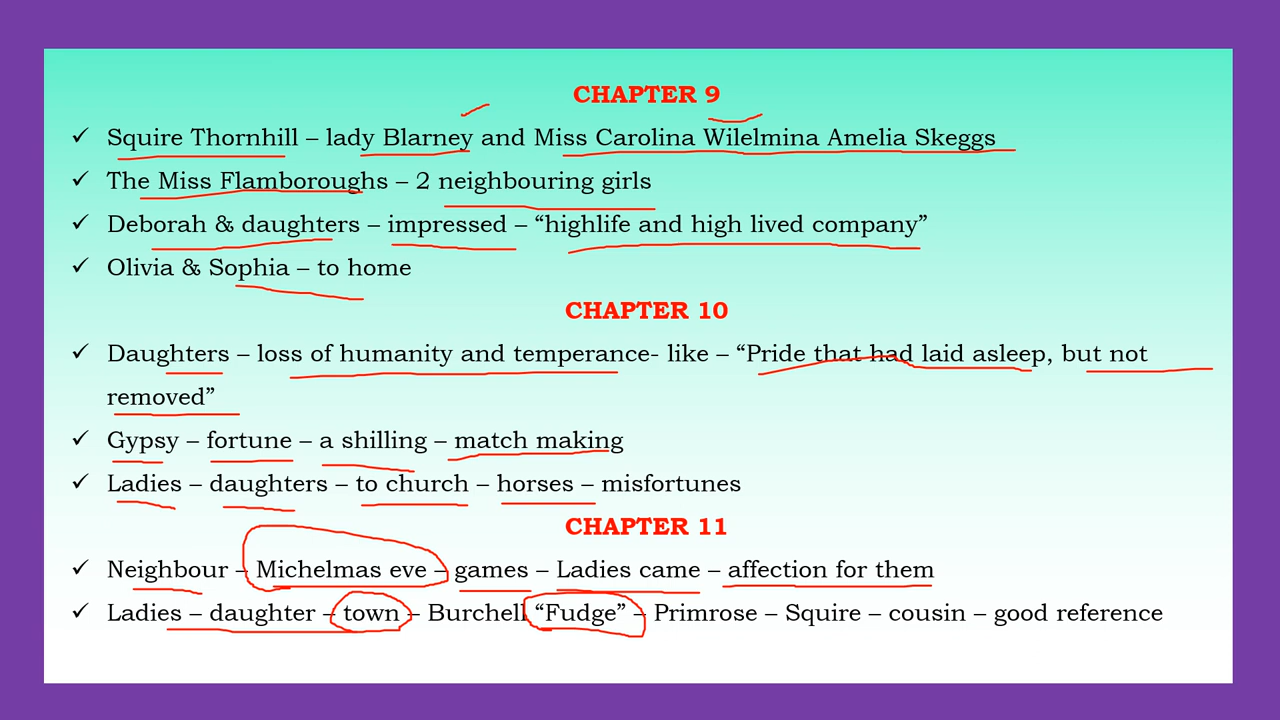 CHAPTER 9
✓ Squire Thornhill – lady Blarney and Miss Carolina Wilelmina Amelia Skeggs
✓ The Miss Flamboroughs – 2 neighbouring girls
✓ Deborah & daughters – impressed – “highlife and high lived company”
✓ Olivia & Sophia – to home
CHAPTER 10
✓ Daughters – loss of humanity and temperance- like – “Pride that had laid asleep, but not
removed”
✓ Gypsy – fortune – a shilling – match making
✓ Ladies – daughters – to church – horses – misfortunes
CHAPTER 11
✓ Neighbour – Michelmas eve – games – Ladies came – affection for them
✓ Ladies – daughter – town – Burchell “Fudge” – Primrose – Squire – cousin – good reference